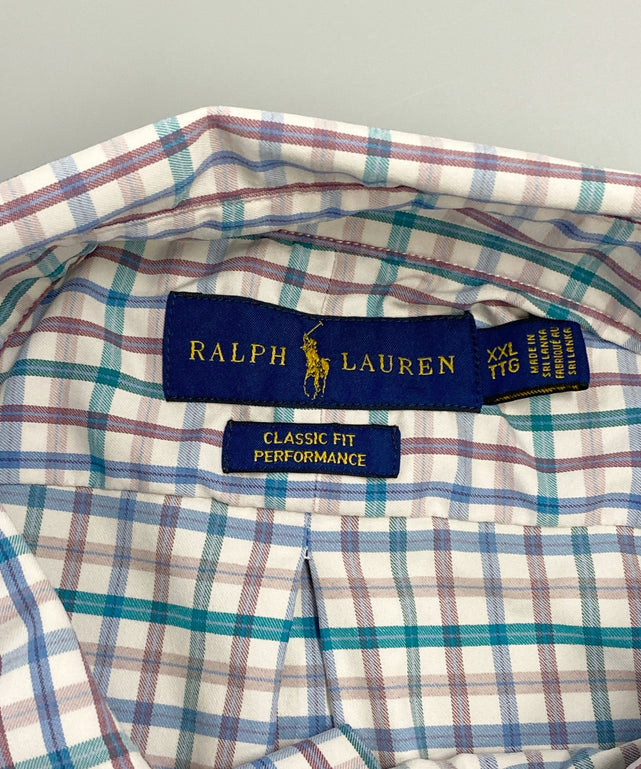 RALPH LAUREN
XXL
TTG
MADE IN
SRI LANKA
FABRIQUÉ AU
SRI LANKA
CLASSIC FIT
PERFORMANCE